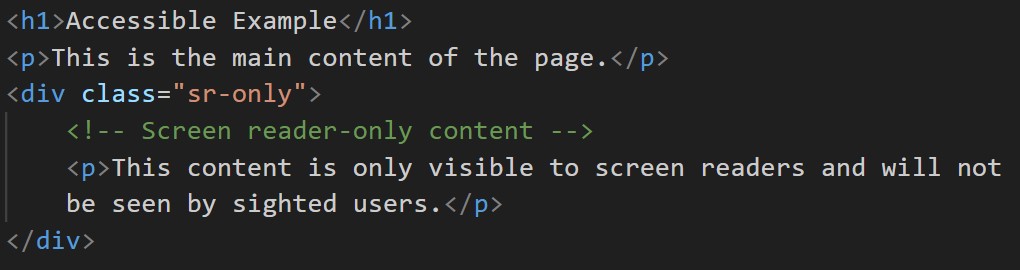 <h1>Accessible Example</h1>
<p>This is the main content of the page.</p>
<div class="sr-only">
    <!-- Screen reader-only content -->
    <p>This content is only visible to screen readers and will not
    be seen by sighted users.</p>
</div>